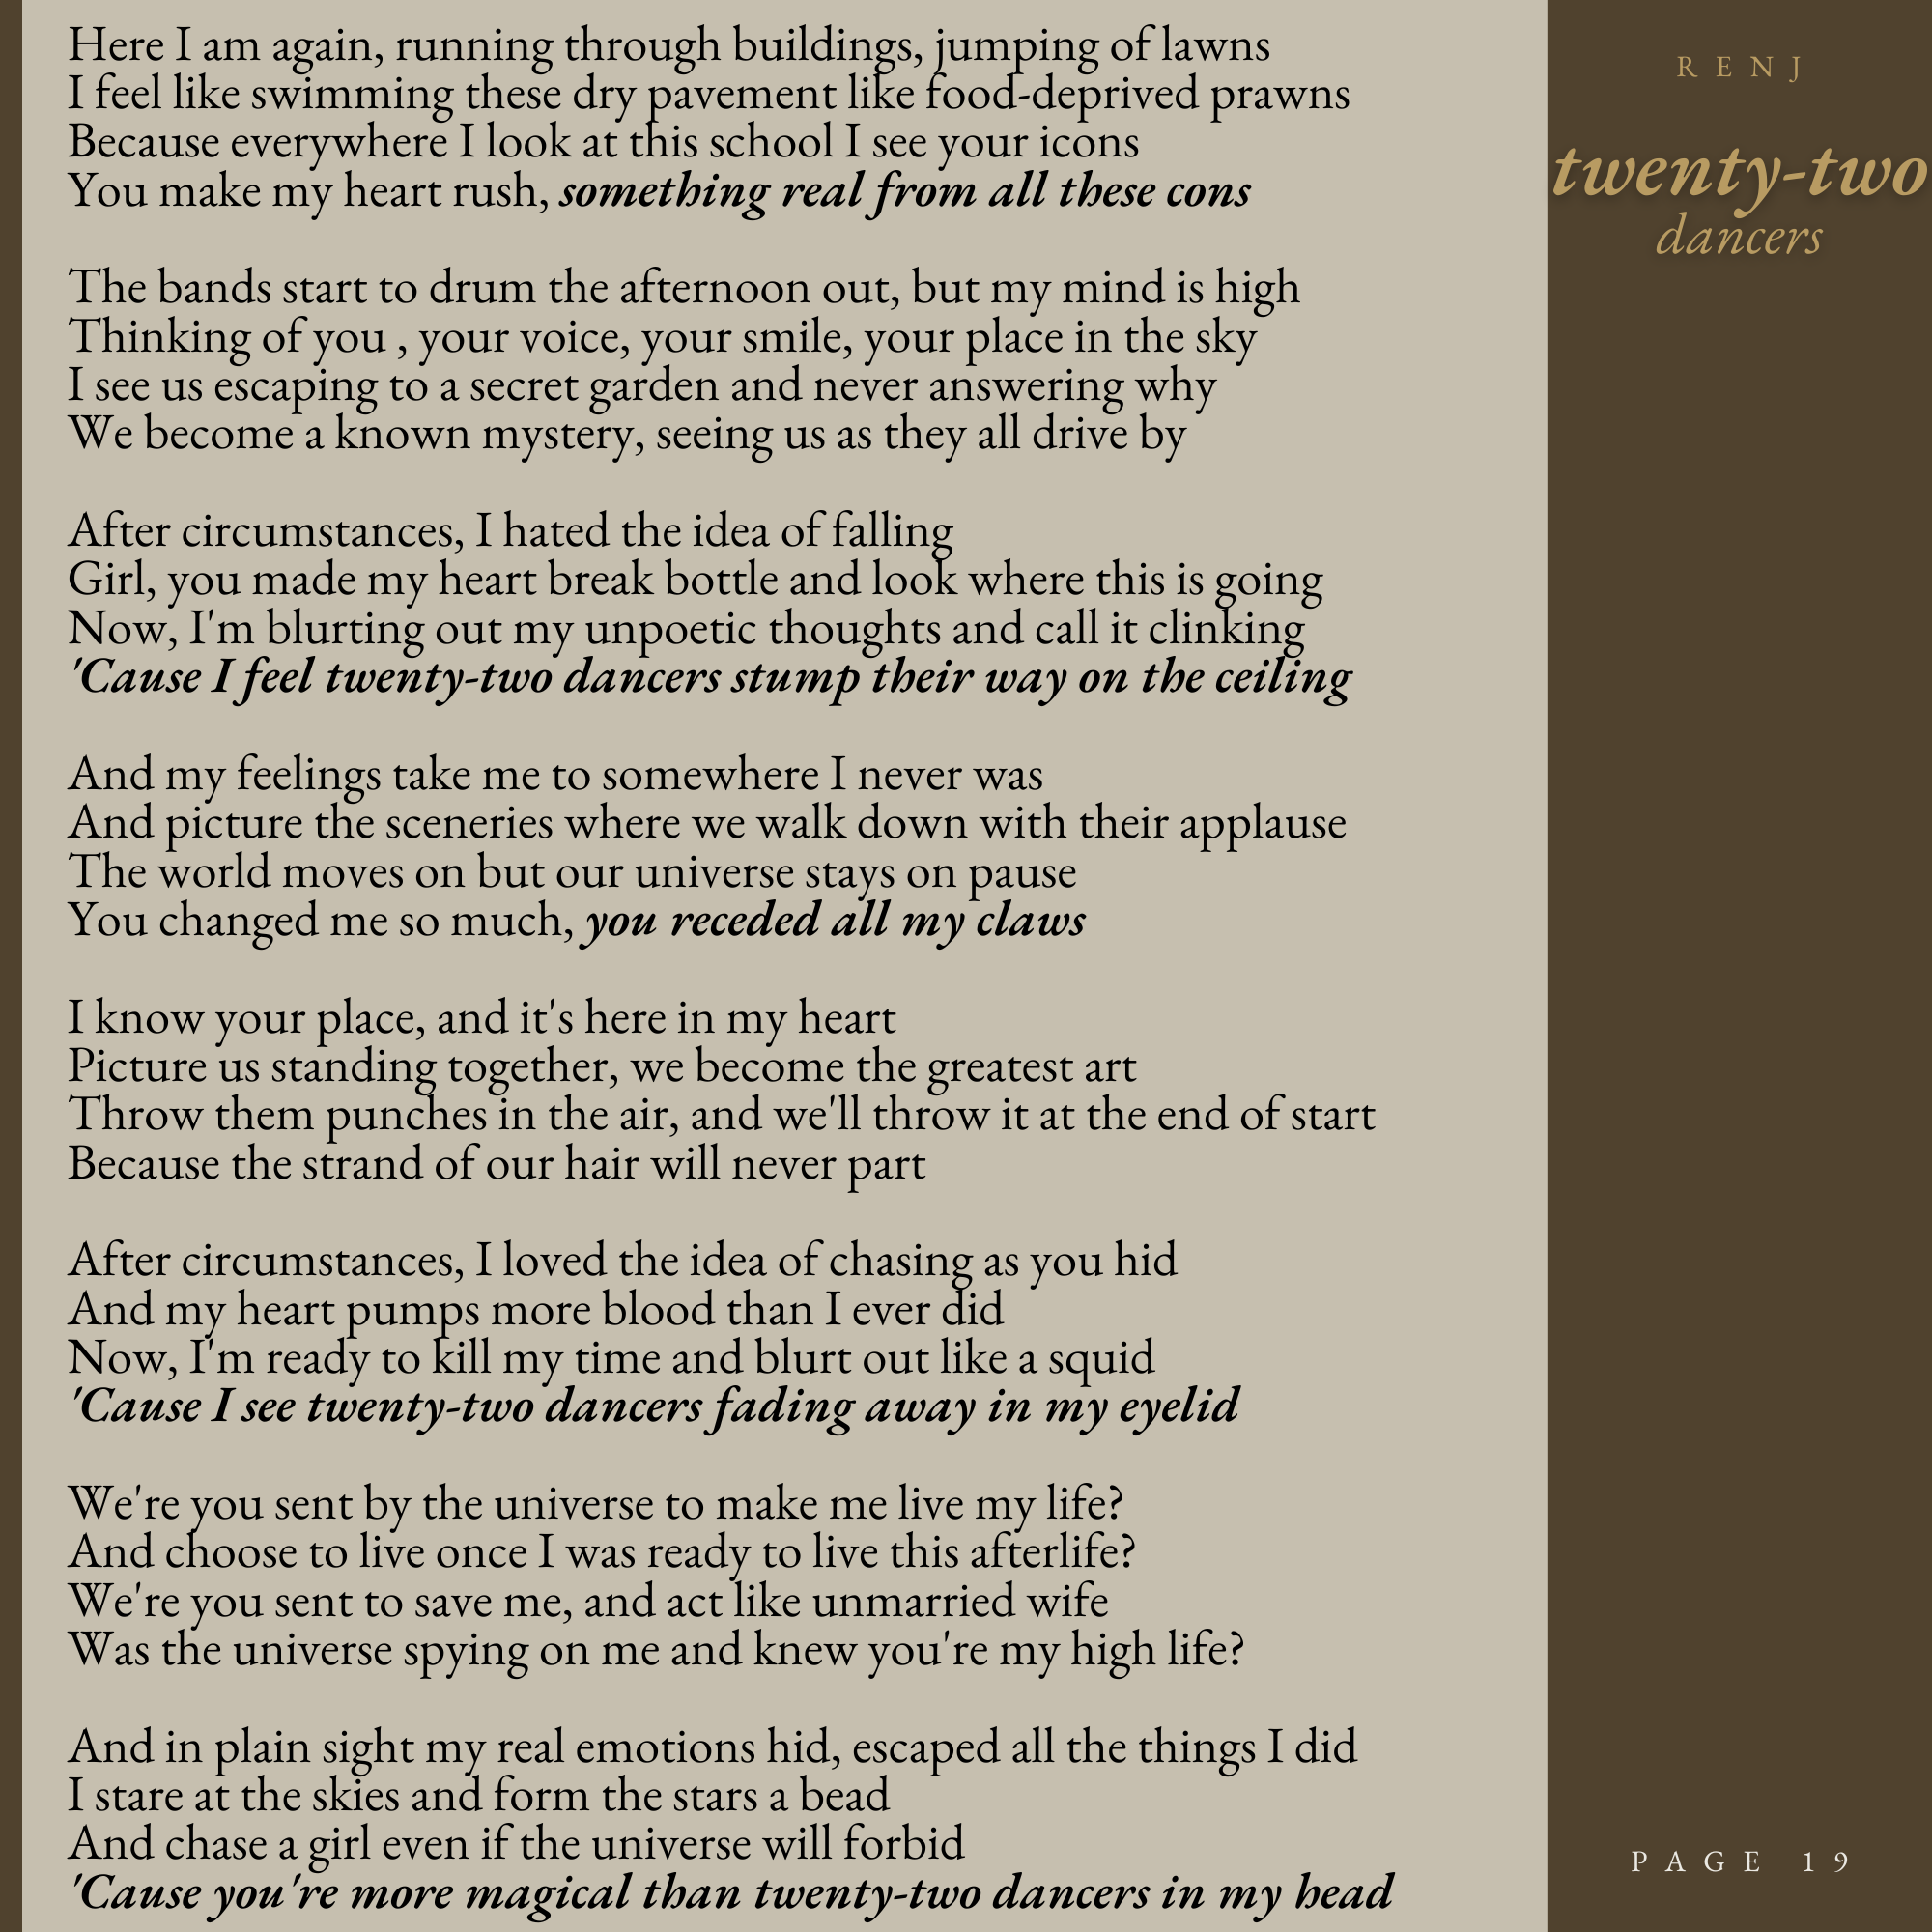 Here I am again, running through buildings, jumping of lawns
I feel like swimming these dry pavement like food-deprived prawns
Because everywhere I look at this school I see your icons
You make my heart rush, something real from all these cons

The bands start to drum the afternoon out, but my mind is high
Thinking of you , your voice, your smile, your place in the sky
I see us escaping to a secret garden and never answering why
We become a known mystery, seeing us as they all drive by

After circumstances, I hated the idea of falling
Girl, you made my heart break bottle and look where this is going
Now, I'm blurting out my unpoetic thoughts and call it clinking
'Cause I feel twenty-two dancers stump their way on the ceiling

And my feelings take me to somewhere I never was
And picture the sceneries where we walk down with their applause
The world moves on but our universe stays on pause
You changed me so much, you receded all my claws

I know your place, and it's here in my heart
Picture us standing together, we become the greatest art
Throw them punches in the air, and we'll throw it at the end of start
Because the strand of our hair will never part

After circumstances, I loved the idea of chasing as you hid
And my heart pumps more blood than I ever did
Now, I'm ready to kill my time and blurt out like a squid
'Cause I see twenty-two dancers fading away in my eyelid

We're you sent by the universe to make me live my life?
And choose to live once I was ready to live this afterlife?
We're you sent to save me, and act like unmarried wife
Was the universe spying on me and knew you're my high life?

And in plain sight my real emotions hid, escaped all the things I did
I stare at the skies and form the stars a bead
And chase a girl even if the universe will forbid
'Cause you're more magical than twenty-two dancers in my head

RENJ
twenty-two
dancers
PAGE 19